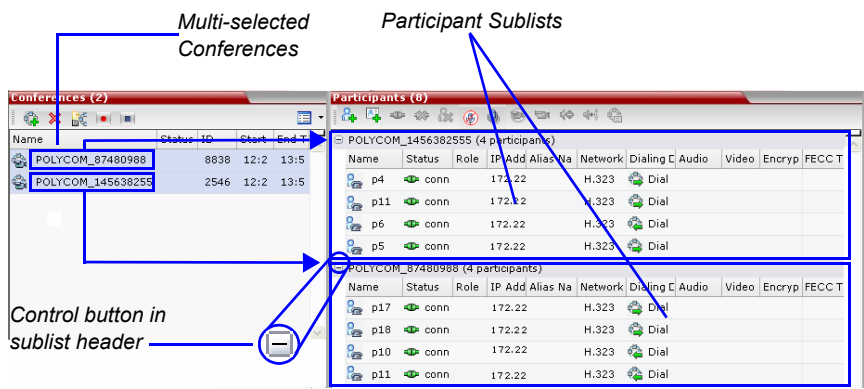 Multi-selected
Conferences
Participant Sublists
Conferences (2)
Name Status ID Start End T
POLYCOM_87480988 8838 12:2 13:5
POLYCOM_145638255 2546 12:2 13:5
Participants (8)
POLYCOM_1456382555 (4 participants)
Name Status Role IP Add Alias Na Network Dialing D Audio Video Encryp FECC T
p4 conn 172.22 H.323 Dial
p11 conn 172.22 H.323 Dial
p6 conn 172.22 H.323 Dial
p5 conn 172.22 H.323 Dial
POLYCOM_87480988 (4 participants)
Name Status Role IP Add Alias Na Network Dialing D Audio Video Encryp FECC T
p17 conn 172.22 H.323 Dial
p18 conn 172.22 H.323 Dial
p10 conn 172.22 H.323 Dial
p11 conn 172.22 H.323 Dial
Control button in
sublist header